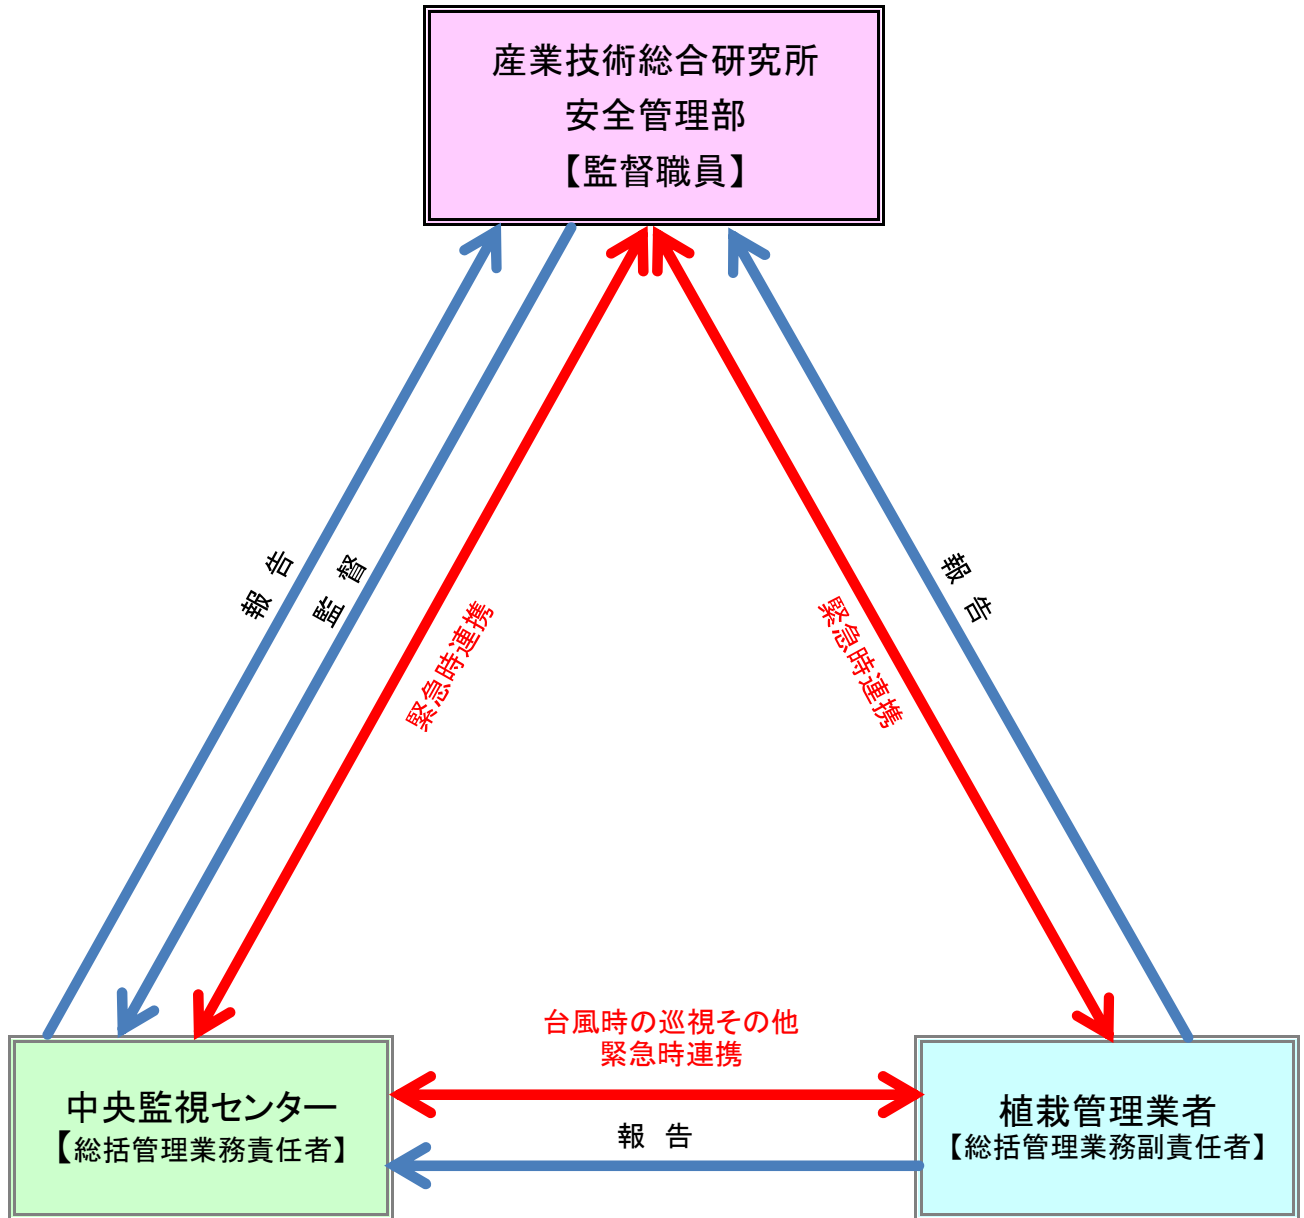 産業技術総合研究所
安全管理部
【監督職員】
報 告
監 督
緊急時連携
緊急時連携
報 告
台風時の巡視その他
緊急時連携
報 告
中央監視センター
【総括管理業務責任者】
植栽管理業者
【総括管理業務副責任者】